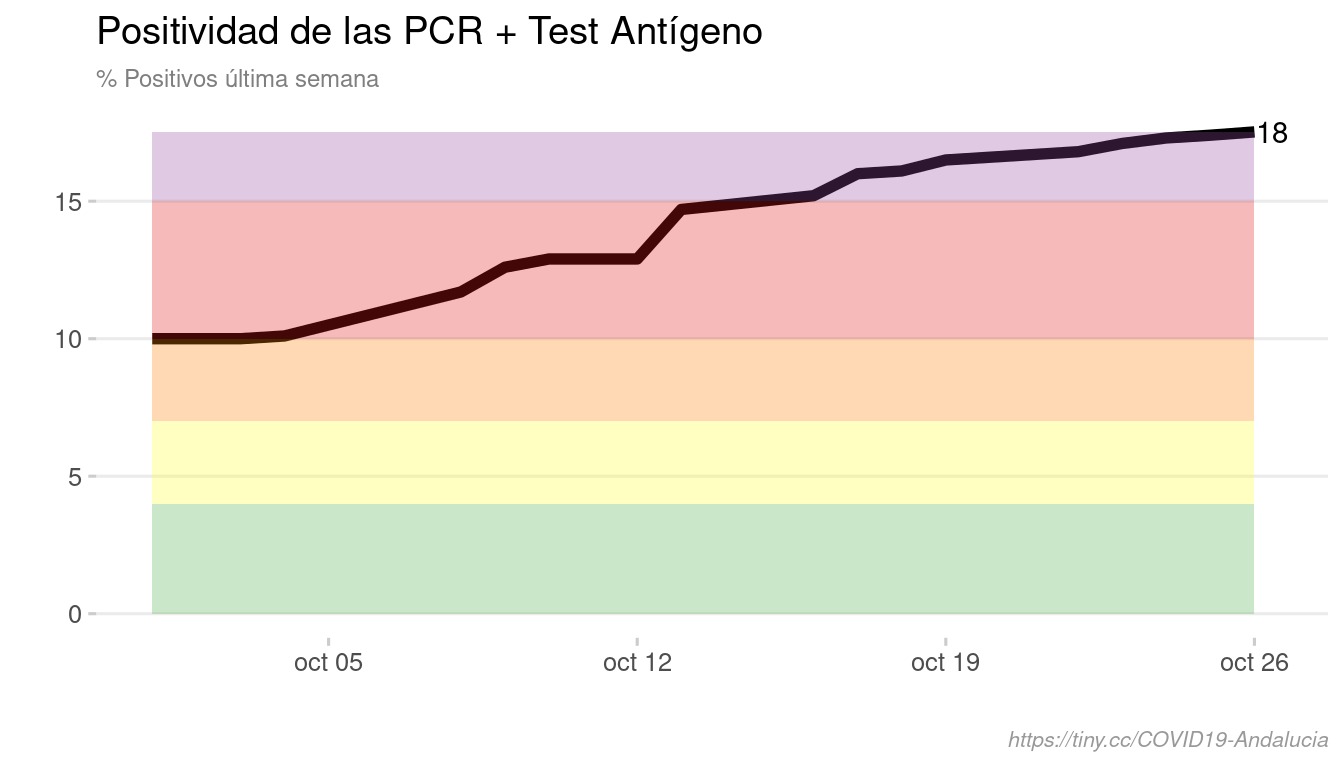 Positividad de las PCR + Test Antígeno
% Positivos última semana
18
15
10
5
0
oct 05 oct 12 oct 19 oct 26
https://tiny.cc/COVID19-Andalucia